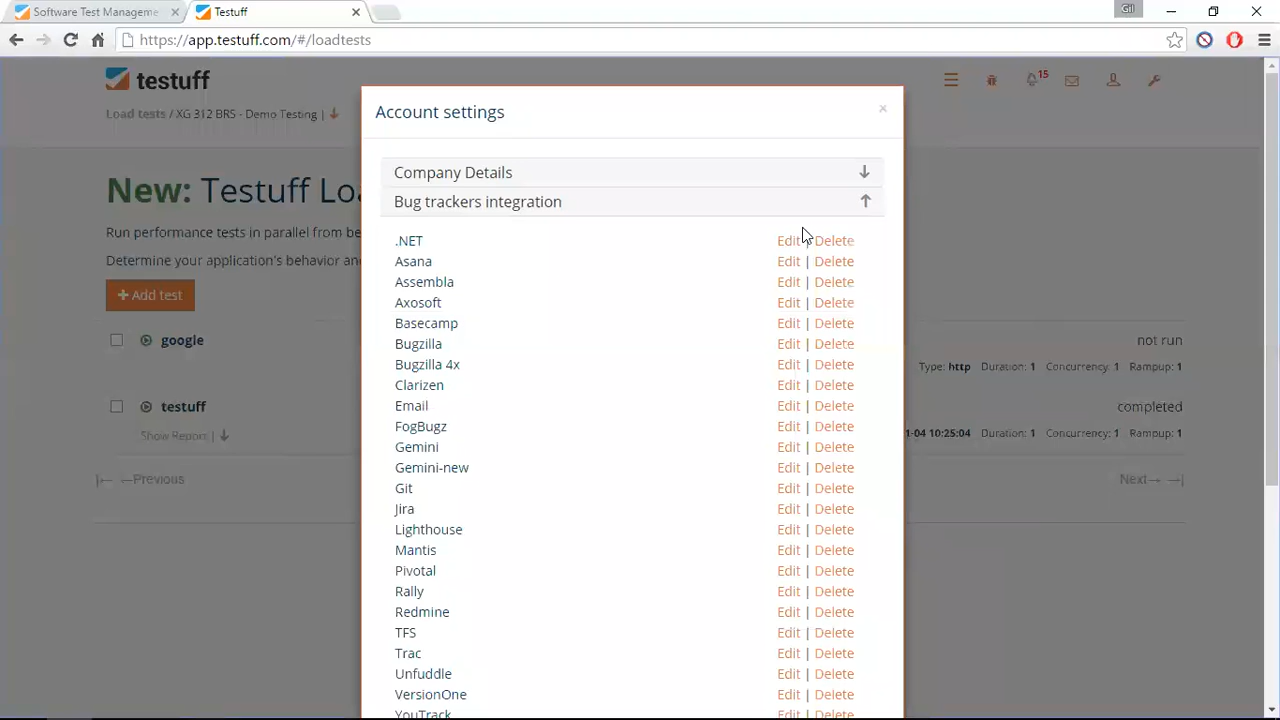 Software Test Manageme
Testuff
Gil
https://app.testuff.com/#/loadtests
testuff
15
Load tests / XG 312 BRS - Demo Testing |
Account settings
×
Company Details
Bug trackers integration
New: Testuff Lo
Run performance tests in parallel from be
Determine your application's behavior an
+ Add test
.NET Edit | Delete
Asana Edit | Delete
Assembla Edit | Delete
Axosoft Edit | Delete
Basecamp Edit | Delete
Bugzilla Edit | Delete
Bugzilla 4x Edit | Delete
Clarizen Edit | Delete
Email Edit | Delete
FogBugz Edit | Delete
Gemini Edit | Delete
Gemini-new Edit | Delete
Git Edit | Delete
Jira Edit | Delete
Lighthouse Edit | Delete
Mantis Edit | Delete
Pivotal Edit | Delete
Rally Edit | Delete
Redmine Edit | Delete
TFS Edit | Delete
Trac Edit | Delete
Unfuddle Edit | Delete
VersionOne Edit | Delete
YouTrack Edit | Delete
google
not run
Type: http Duration: 1 Concurrency: 1 Rampup: 1
testuff
completed
Show Report |
1-04 10:25:04 Duration: 1 Concurrency: 1 Rampup: 1
|← ←Previous
Next→ →|